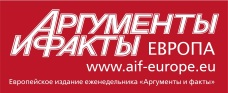 АРГУМЕНТЫ
И ФАКТЫ ЕВРОПА
www.aif-europe.eu
Европейское издание еженедельника «Аргументы и факты»